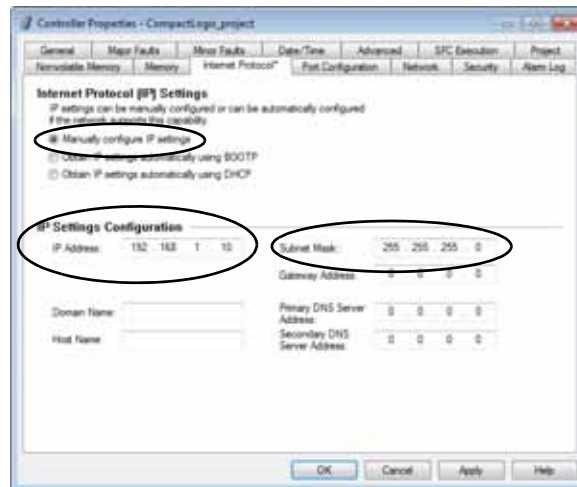 Controller Properties - CompactLogix_project
General Major Faults Minor Faults Date/Time Advanced SFC Execution Project
Nonvolatile Memory Memory Internet Protocol* Port Configuration Network Security Alarm Log
Internet Protocol (IP) Settings
IP settings can be manually configured or can be automatically configured
if the network supports this capability.
Manually configure IP settings
Obtain IP settings automatically using BOOTP
Obtain IP settings automatically using DHCP
IP Settings Configuration
IP Address: 192 . 168 . 1 . 10 Subnet Mask: 255 . 255 . 255 . 0
Gateway Address: 0 . 0 . 0 . 0
Domain Name: Primary DNS Server
Address: 0 . 0 . 0 . 0
Host Name: Secondary DNS
Server Address: 0 . 0 . 0 . 0
OK Cancel Apply Help